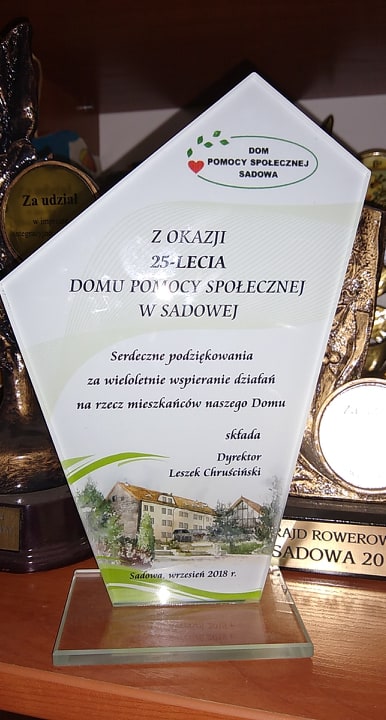 DOM
POMOCY SPOŁECZNEJ
SADOWA
Z OKAZJI
25-LECIA
DOMU POMOCY SPOŁECZNEJ
W SADOWEJ
Serdeczne podziękowania
za wieloletnie wspieranie działań
na rzecz mieszkańców naszego Domu
składa
Dyrektor
Leszek Chruściński
Sadowa, wrzesień 2018 r.
Za udział
RAJD ROWEROW
SADOWA 20